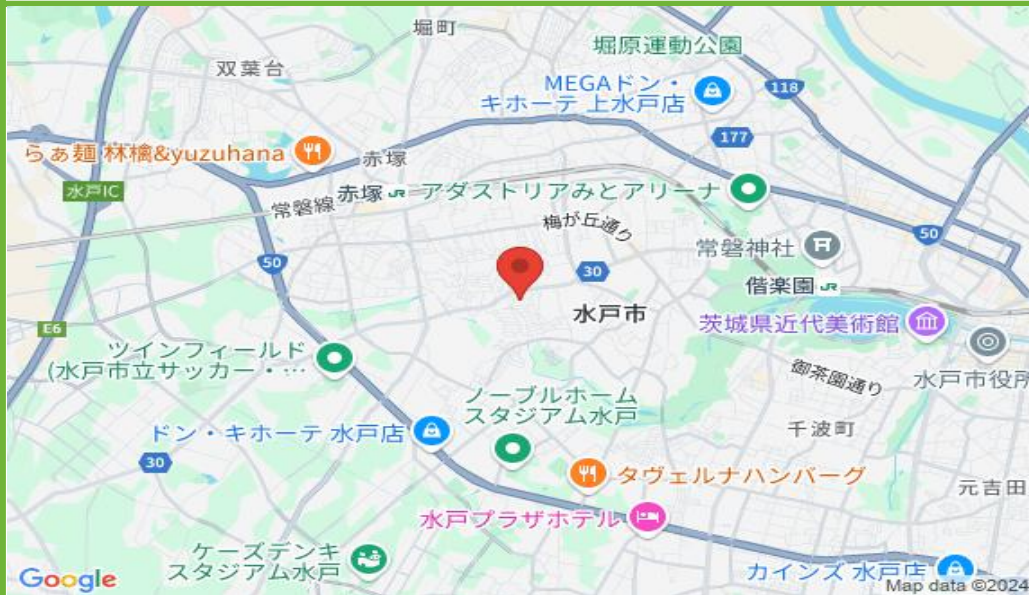 堀町
双葉台
堀原運動公園
MEGAドン・
キホーテ 上水戸店
118
177
らぁ麺 林檎&yuzuhana
赤塚
水戸IC
常磐線
赤塚 JR
アダストリアみとアリーナ
梅が丘通り
50
常磐神社
50
30
偕楽園 JR
水戸市
茨城県近代美術館
E6
ツインフィールド
(水戸市立サッカー・…
御茶園通り
水戸市役所
ノーブルホーム
スタジアム水戸
千波町
ドン・キホーテ 水戸店
30
タヴェルナハンバーグ
元吉田
水戸プラザホテル
ケーズデンキ
スタジアム水戸
カインズ 水戸店
Google
Map data ©2024